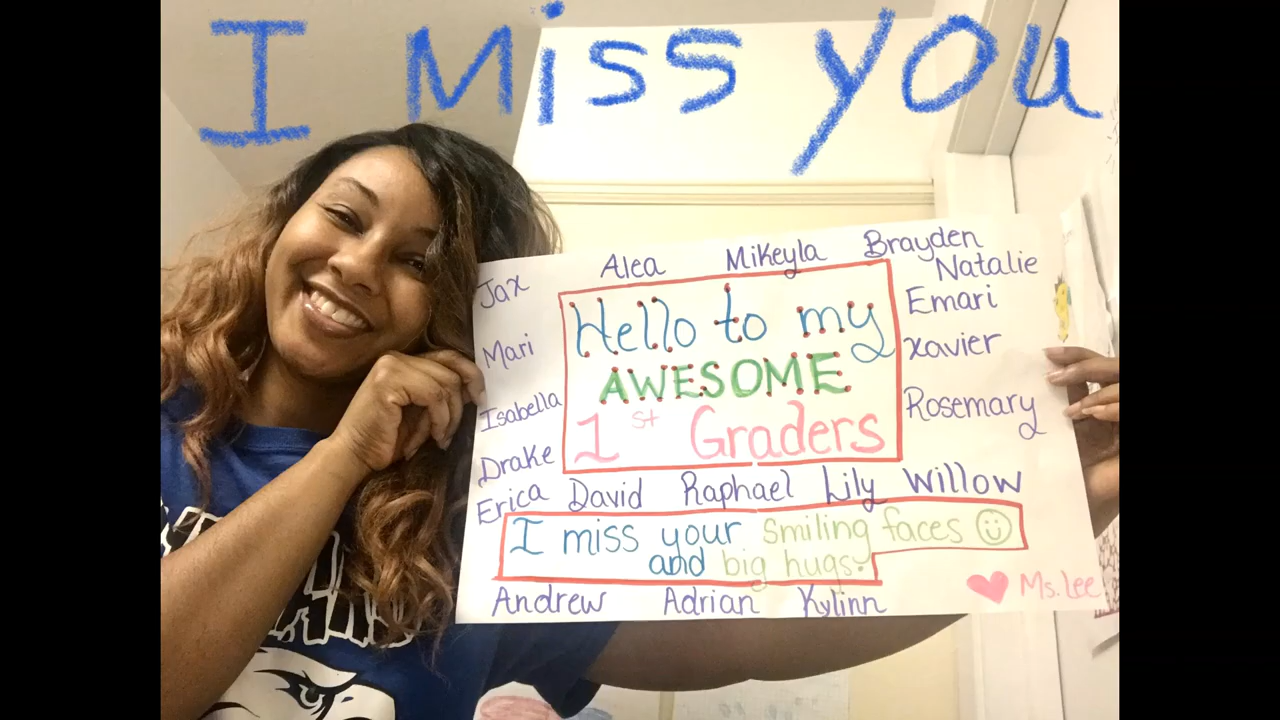 I Miss you
Alea Mikeyla Brayden
Jax
Natalie
Emari
Mari
xavier
Isabella
Rosemary
Drake
Erica
Hello to my
AWESOME
1st Graders
David Raphael Lily Willow
I miss your smiling faces
and big hugs.
Andrew Adrian Kylinn
Ms. Lee